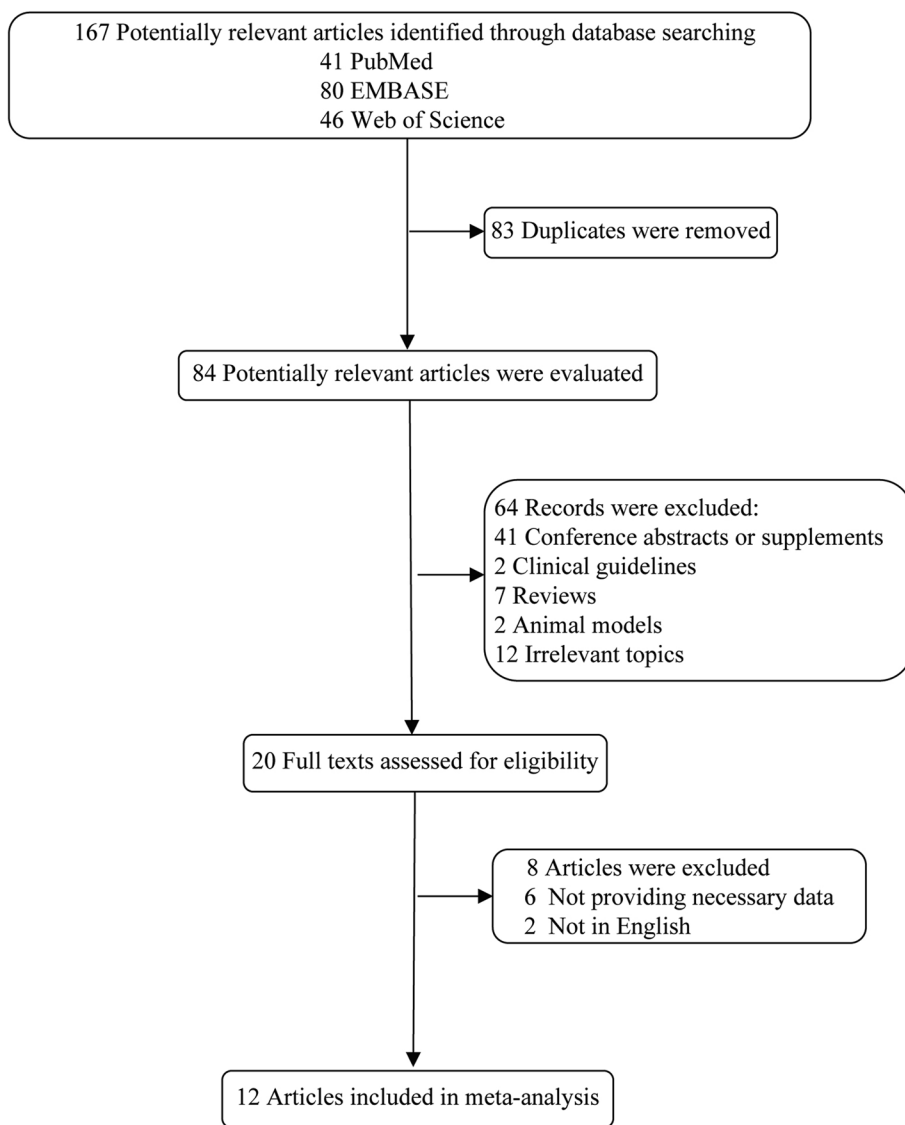 167 Potentially relevant articles identified through database searching
41 PubMed
80 EMBASE
46 Web of Science
83 Duplicates were removed
84 Potentially relevant articles were evaluated
64 Records were excluded:
41 Conference abstracts or supplements
2 Clinical guidelines
7 Reviews
2 Animal models
12 Irrelevant topics
20 Full texts assessed for eligibility
8 Articles were excluded
6 Not providing necessary data
2 Not in English
12 Articles included in meta-analysis